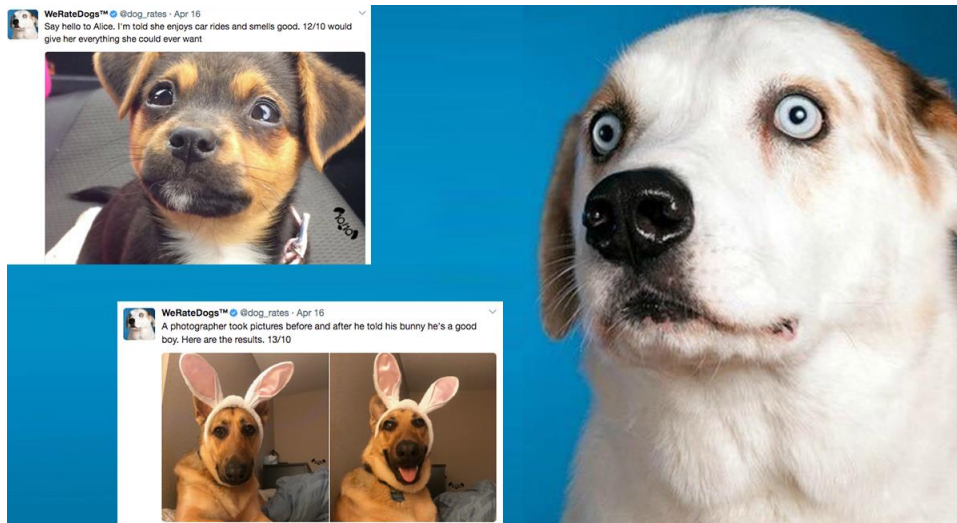 WeRateDogs™ @dog_rates · Apr 16
Say hello to Alice. I'm told she enjoys car rides and smells good. 12/10 would
give her everything she could ever want
WeRateDogs™ @dog_rates · Apr 16
A photographer took pictures before and after he told his bunny he's a good
boy. Here are the results. 13/10